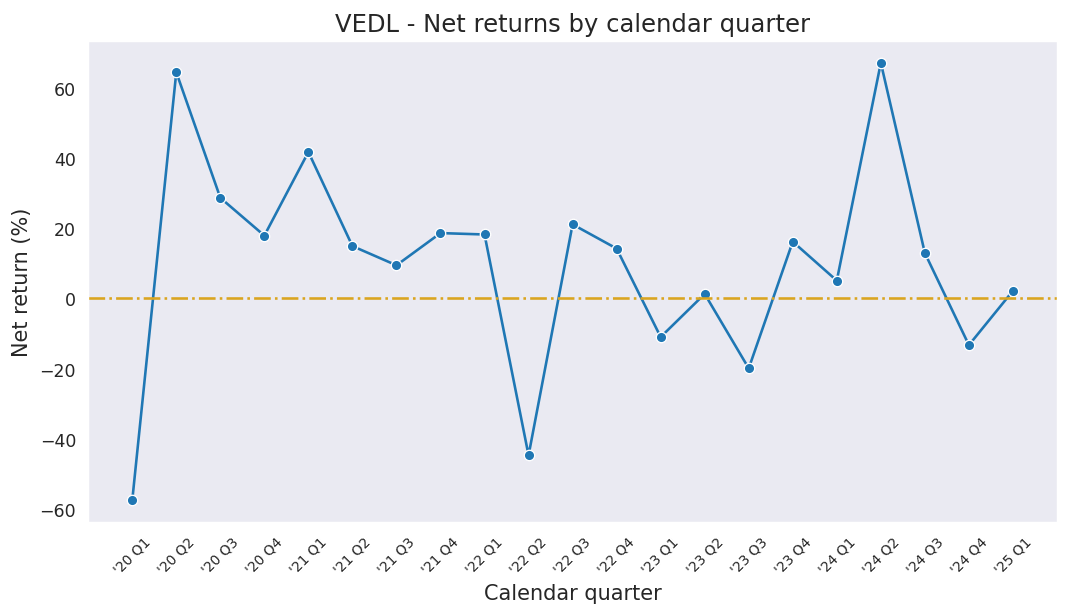 VEDL - Net returns by calendar quarter
Net return (%)
60
40
20
0
−20
−40
−60
'20 Q1
'20 Q2
'20 Q3
'20 Q4
'21 Q1
'21 Q2
'21 Q3
'21 Q4
'22 Q1
'22 Q2
'22 Q3
'22 Q4
'23 Q1
'23 Q2
'23 Q3
'23 Q4
'24 Q1
'24 Q2
'24 Q3
'24 Q4
'25 Q1
Calendar quarter